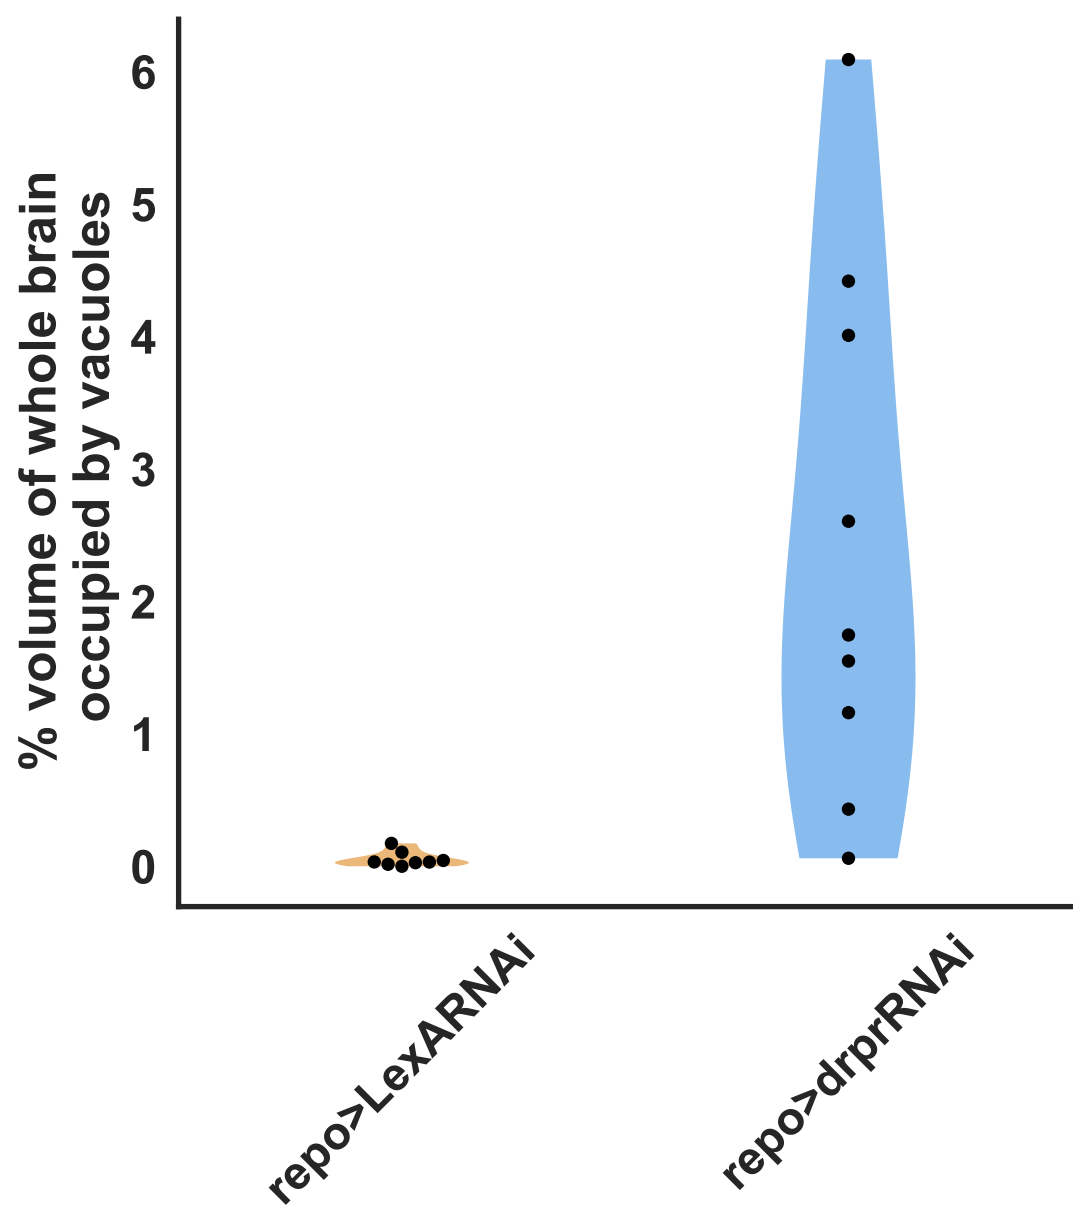 % volume of whole brain
occupied by vacuoles
6
5
4
3
2
1
0
repo>LexARNAi
repo>drprRNAi